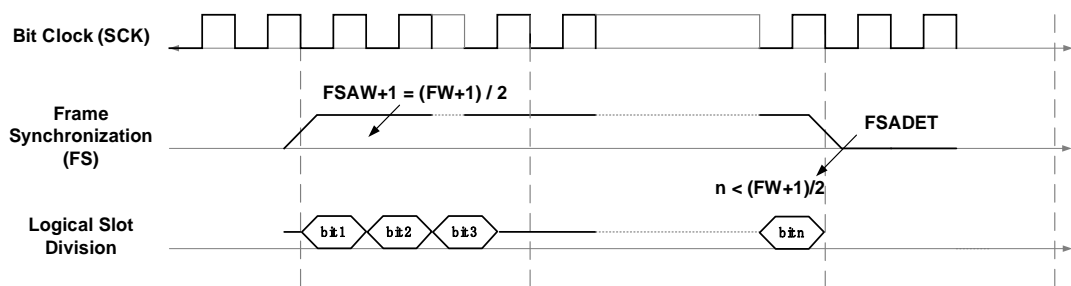 Bit Clock (SCK)
FSAW+1 = (FW+1) / 2
Frame
Synchronization
(FS)
FSADET
n < (FW+1)/2
Logical Slot
Division
bit1 bit2 bit3 bitn